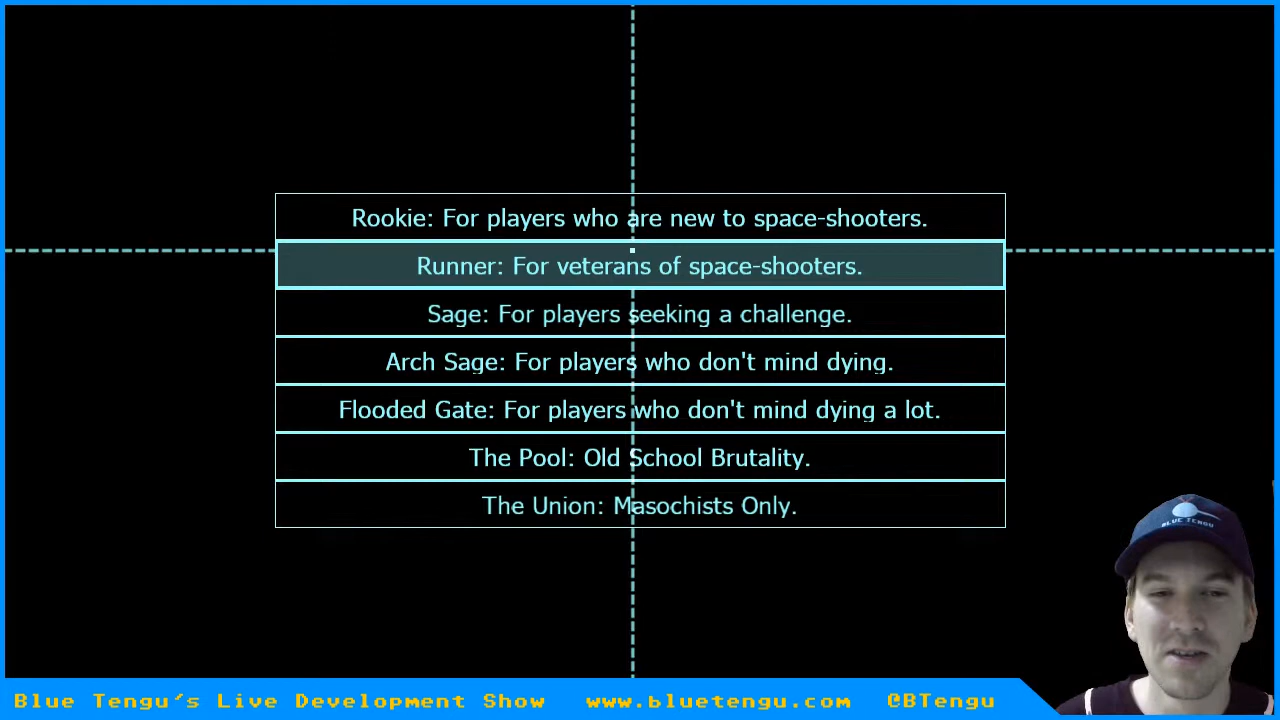 Rookie: For players who are new to space-shooters.
Runner: For veterans of space-shooters.
Sage: For players seeking a challenge.
Arch Sage: For players who don't mind dying.
Flooded Gate: For players who don't mind dying a lot.
The Pool: Old School Brutality.
The Union: Masochists Only.
BLUE TENGU
Blue Tengu's Live Development Show www.bluetengu.com @BTengu